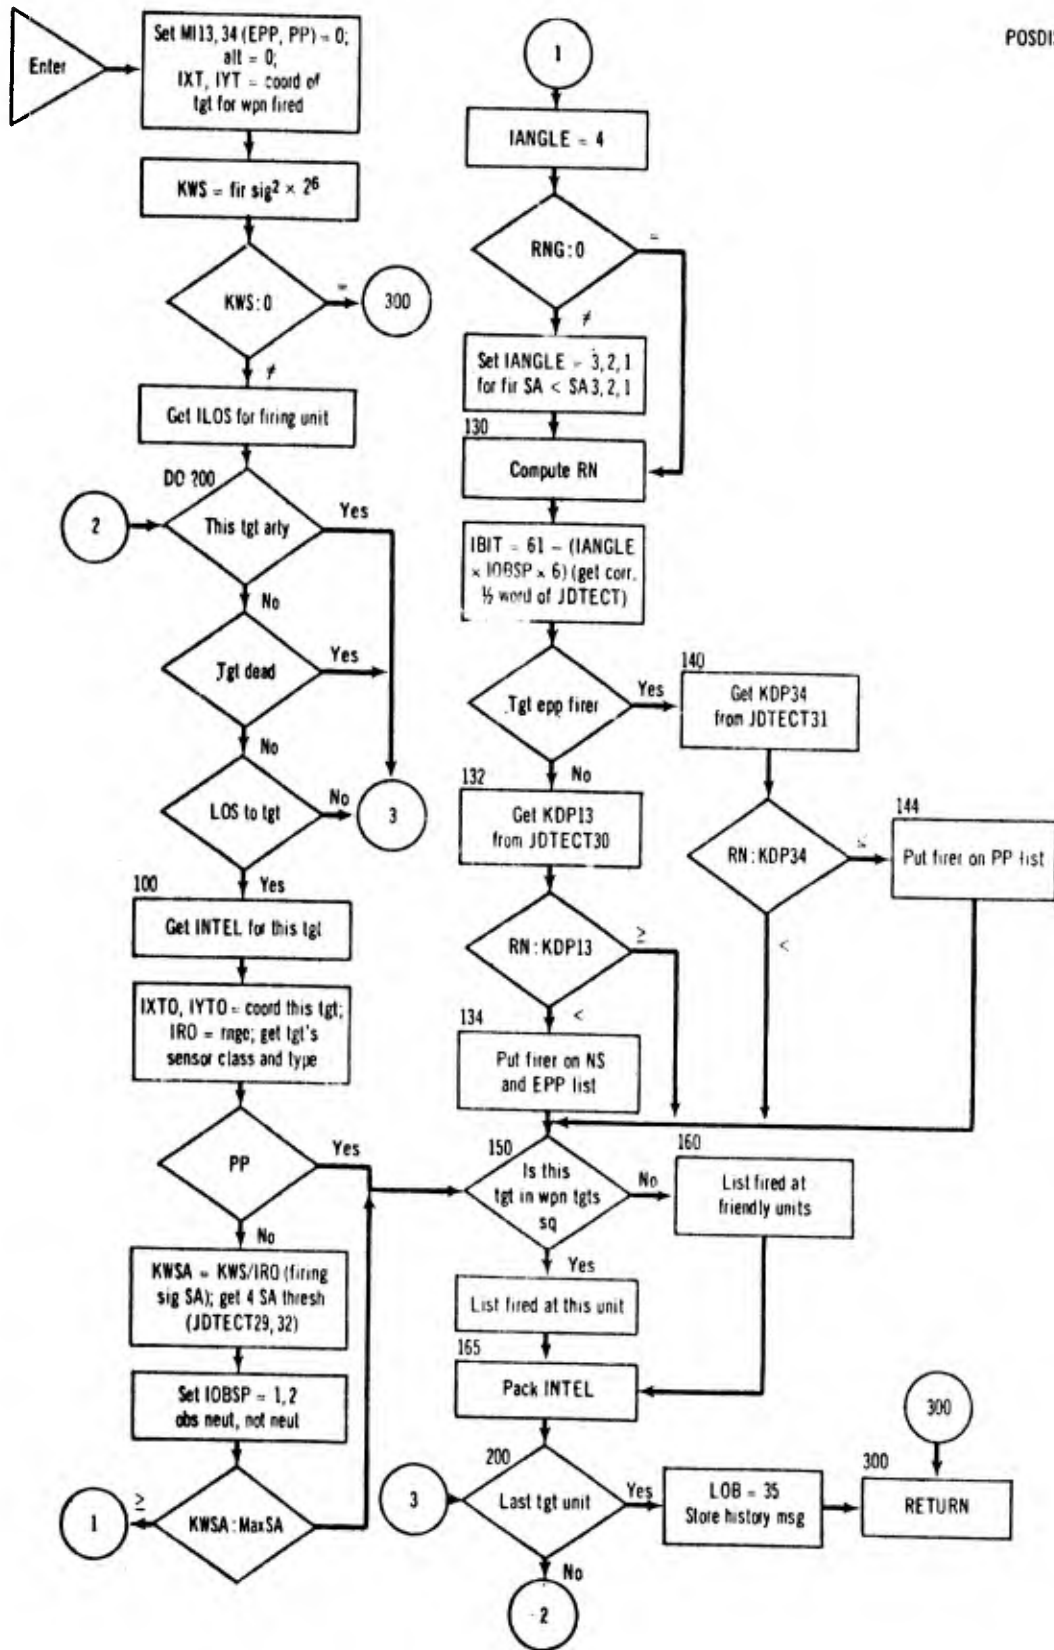 POSDI
Enter
Set MI13, 34 (EPP, PP) = 0;
alt = 0;
IXT, IYT = coord of
tgt for wpn fired
KWS = fir sig² × 2⁶
KWS : 0
=
300
≠
Get ILOS for firing unit
DO 200
2
This tgt arty
Yes
No
Tgt dead
Yes
No
LOS to tgt
No
3
Yes
100
Get INTEL for this tgt
IXTO, IYTO = coord this tgt;
IRO = rnge; get tgt's
sensor class and type
PP
Yes
No
KWSA = KWS/IRO (firing
sig SA); get 4 SA thresh
(JDTECT29, 32)
Set IOBSP = 1, 2
obs neut, not neut
≥
1
KWSA : MaxSA
1
IANGLE = 4
RNG : 0
=
≠
Set IANGLE = 3, 2, 1
for fir SA < SA 3, 2, 1
130
Compute RN
IBIT = 61 − (IANGLE
× IOBSP × 6) (get corr.
½ word of JDTECT)
Tgt epp firer
Yes
No
140
Get KDP34
from JDTECT31
132
Get KDP13
from JDTECT30
RN : KDP34
<
144
Put firer on PP list
RN : KDP13
≥
<
134
Put firer on NS
and EPP list
150
Is this
tgt in wpn tgts
sq
No
160
List fired at
friendly units
Yes
List fired at this unit
165
Pack INTEL
200
3
Last tgt unit
Yes
LOB = 35
Store history msg
300
300
RETURN
No
2